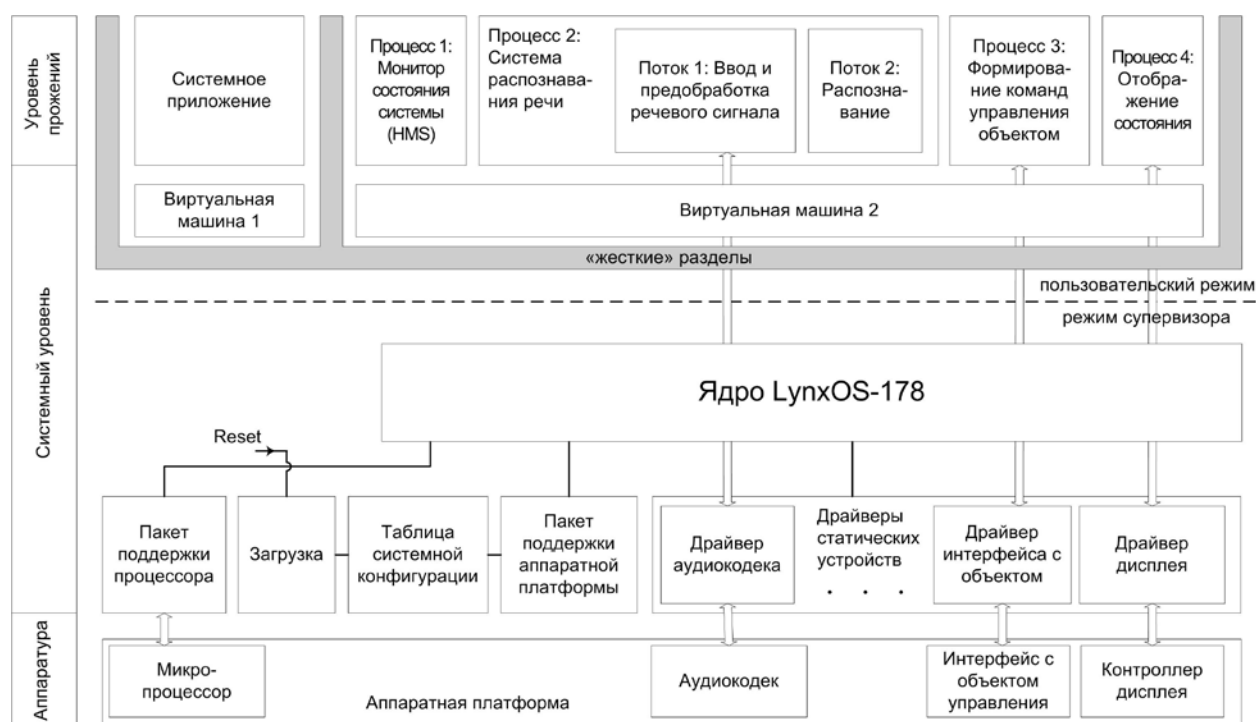 Уровень
прожений
Системное
приложение
Процесс 1:
Монитор
состояния
системы
(HMS)
Процесс 2:
Система
распознава-
ния речи
Поток 1: Ввод и
предобработка
речевого сигнала
Поток 2:
Распозна-
вание
Процесс 3:
Формирова-
ние команд
управления
объектом
Процесс 4:
Отобра-
жение
состояния
Системный уровень
Виртуальная
машина 1
Виртуальная машина 2
«жесткие» разделы
пользовательский режим
режим супервизора
Ядро LynxOS-178
Reset
Пакет
поддержки
процессора
Загрузка
Таблица
системной
конфигурации
Пакет
поддержки
аппаратной
платформы
Драйвер
аудиокодека
Драйверы
статических
устройств
. . .
Драйвер
интерфейса с
объектом
Драйвер
дисплея
Аппаратура
Микро-
процессор
Аппаратная платформа
Аудиокодек
Интерфейс с
объектом
управления
Контроллер
дисплея